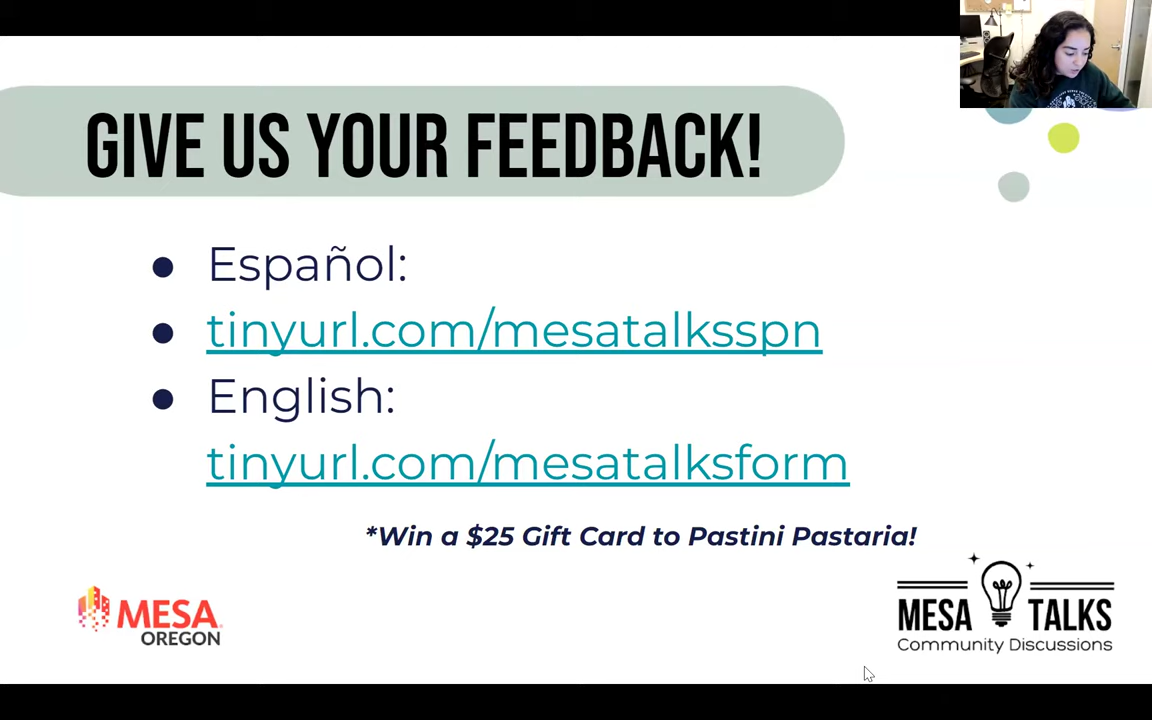 GIVE US YOUR FEEDBACK!
● Español:
● tinyurl.com/mesatalksspn
● English:
tinyurl.com/mesatalksform
*Win a $25 Gift Card to Pastini Pastaria!
MESA
OREGON
MESA TALKS
Community Discussions